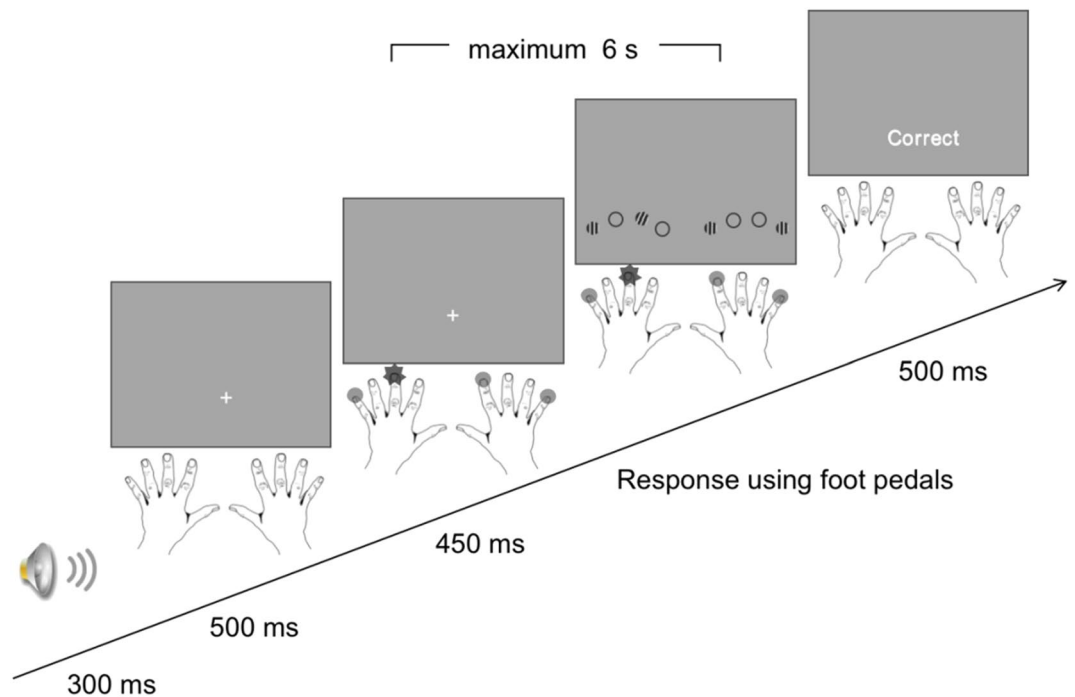 maximum 6 s
Correct
500 ms
Response using foot pedals
450 ms
500 ms
300 ms